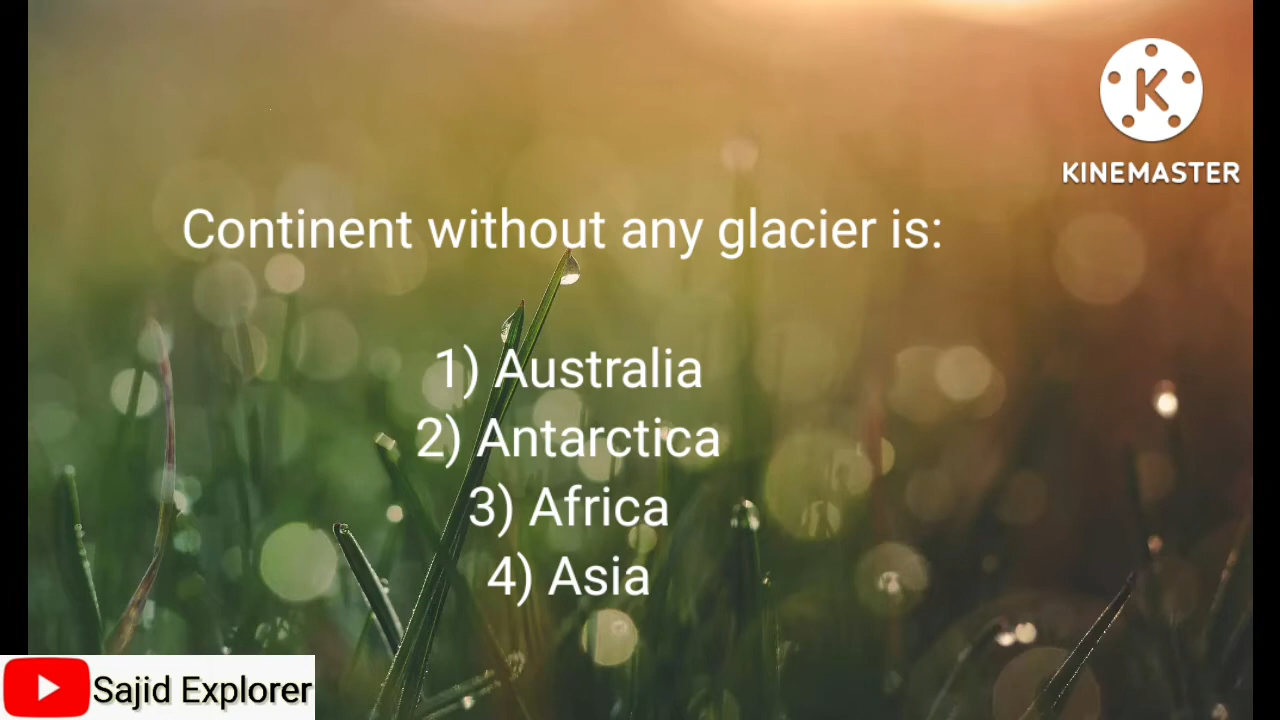 KINEMASTER
Continent without any glacier is:
1) Australia
2) Antarctica
3) Africa
4) Asia
Sajid Explorer